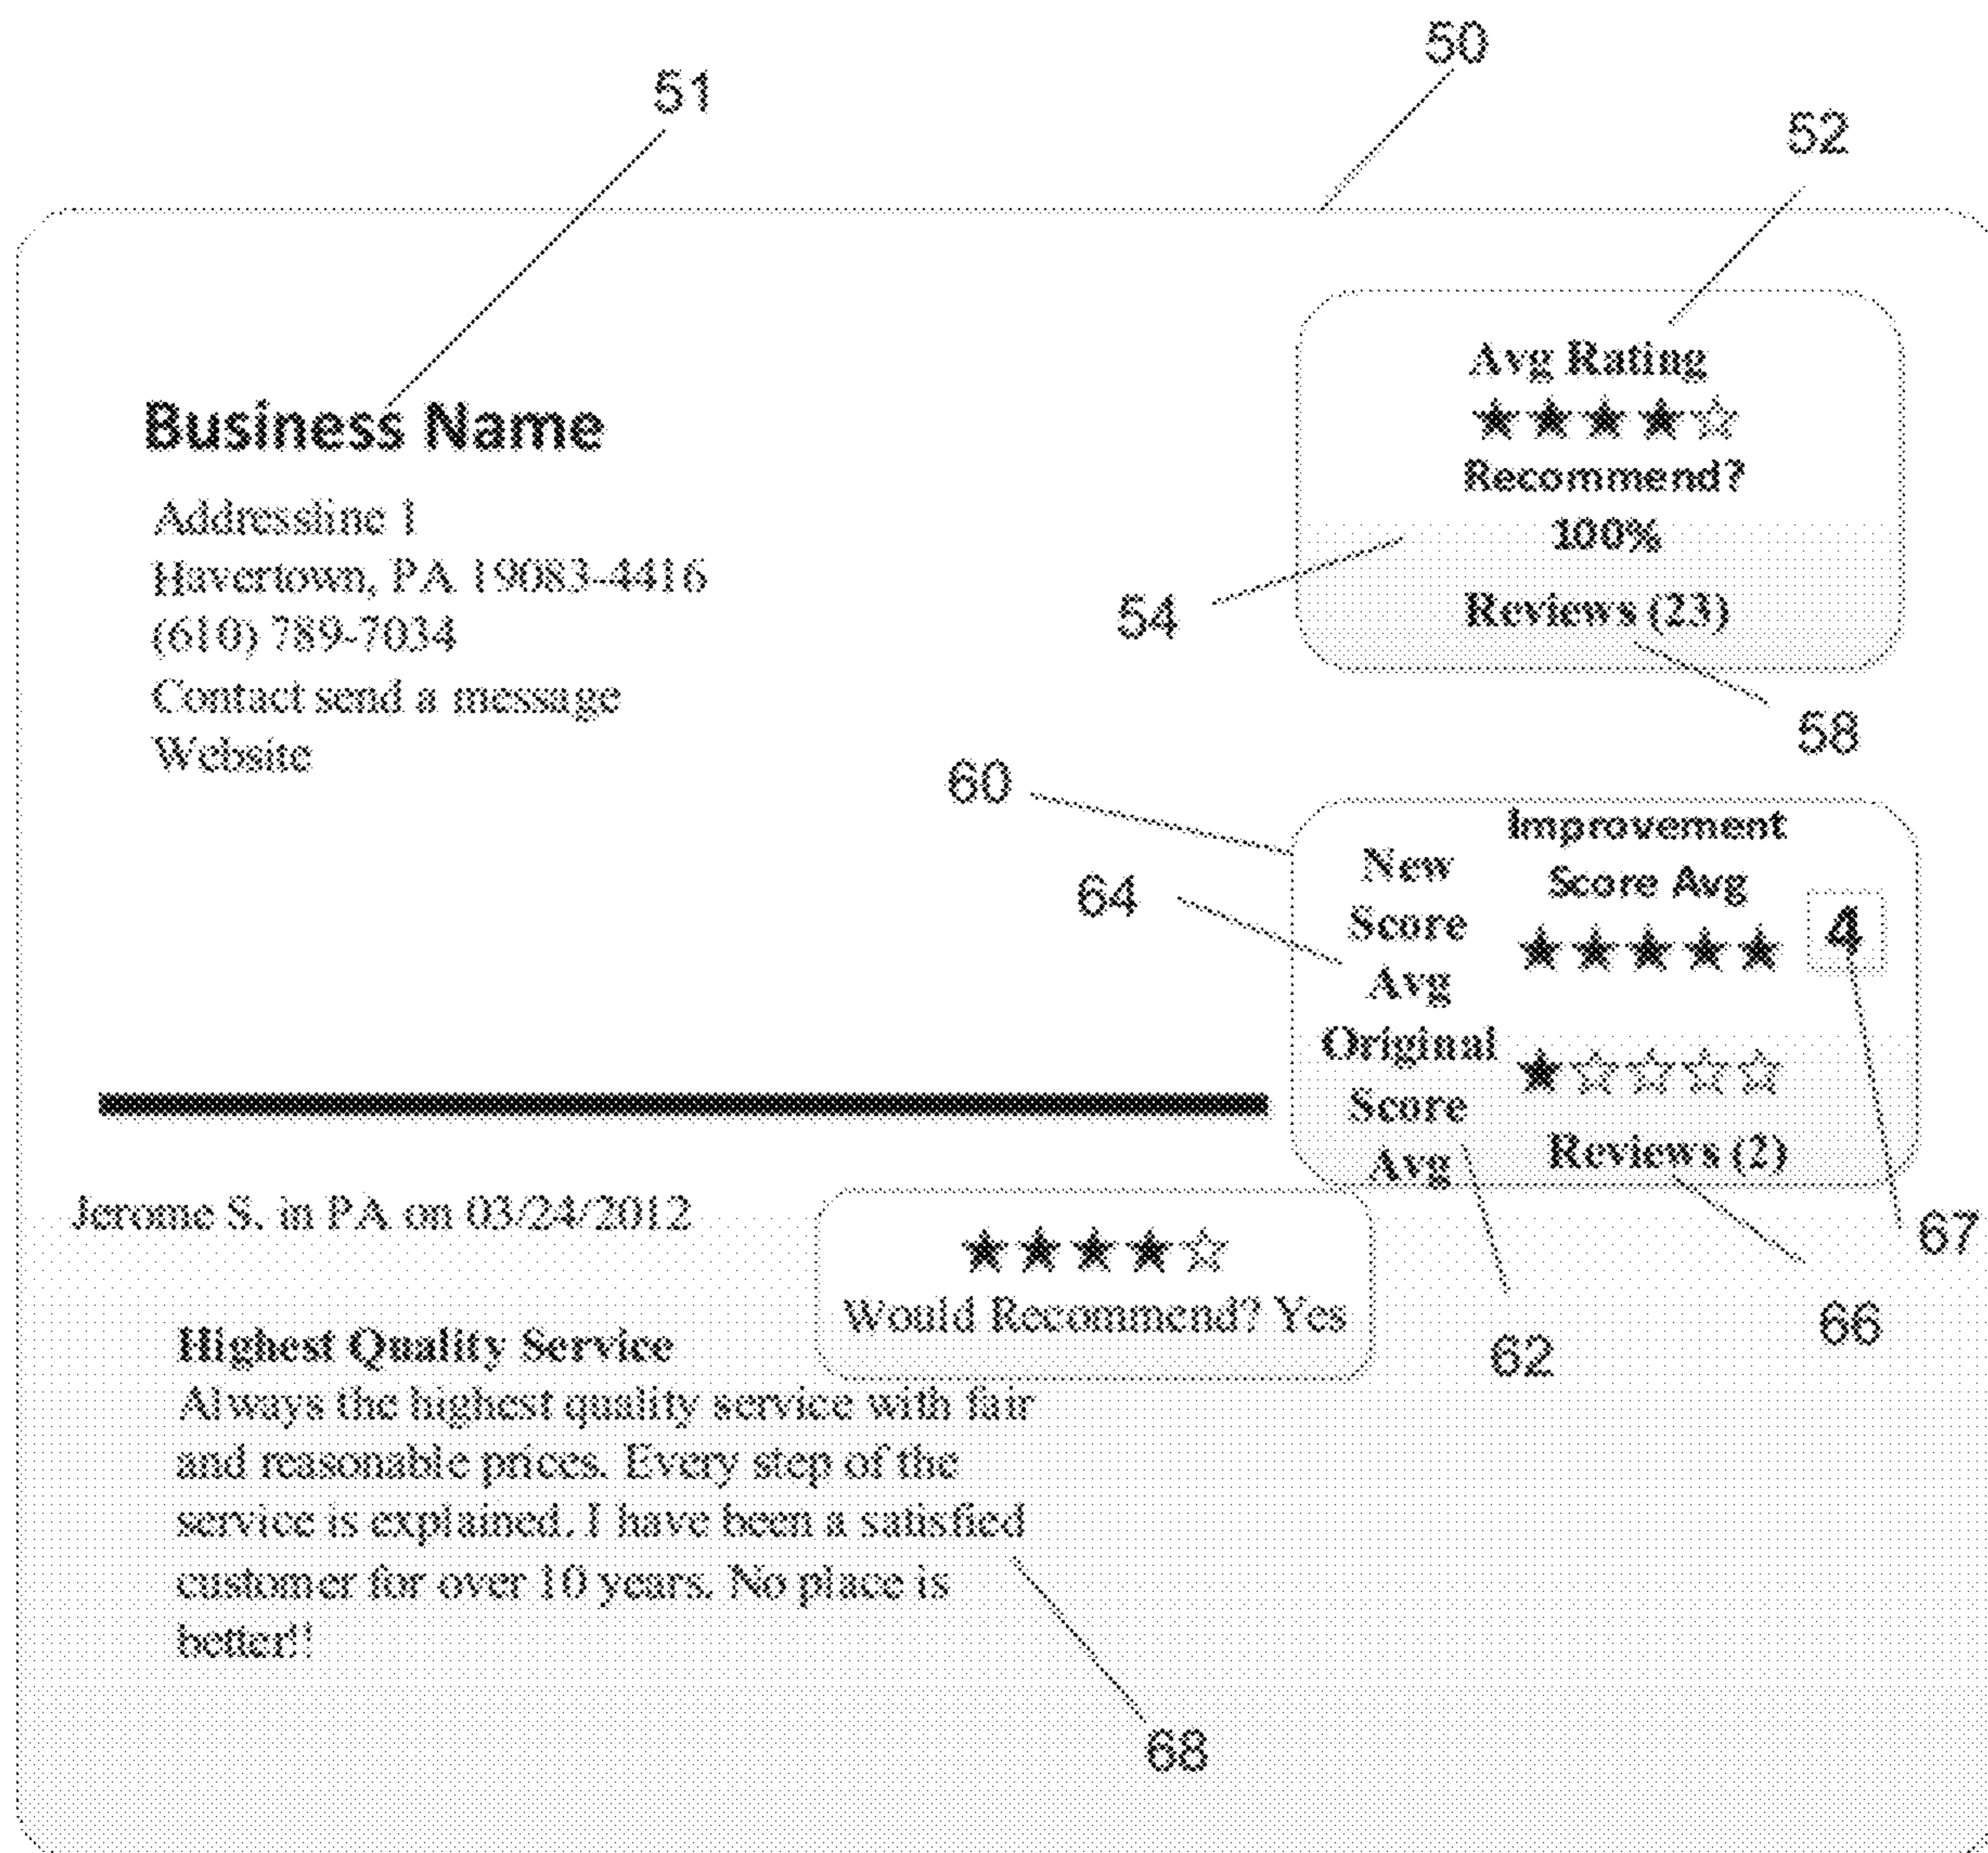 50
51
52
Avg Rating
★★★★☆
Recommend?
100%
Reviews (23)
54
58
Business Name
Addressline 1
Havertown, PA 19083-4416
(610) 789-7034
Contact send a message
Website
60
64
Improvement
Score Avg
New
Score
Avg
★★★★★
4
Original
Score
Avg
★☆☆☆☆
Reviews (2)
67
66
62
Jerome S. in PA on 03/24/2012
★★★★☆
Would Recommend? Yes
Highest Quality Service
Always the highest quality service with fair
and reasonable prices. Every step of the
service is explained. I have been a satisfied
customer for over 10 years. No place is
better!!
68